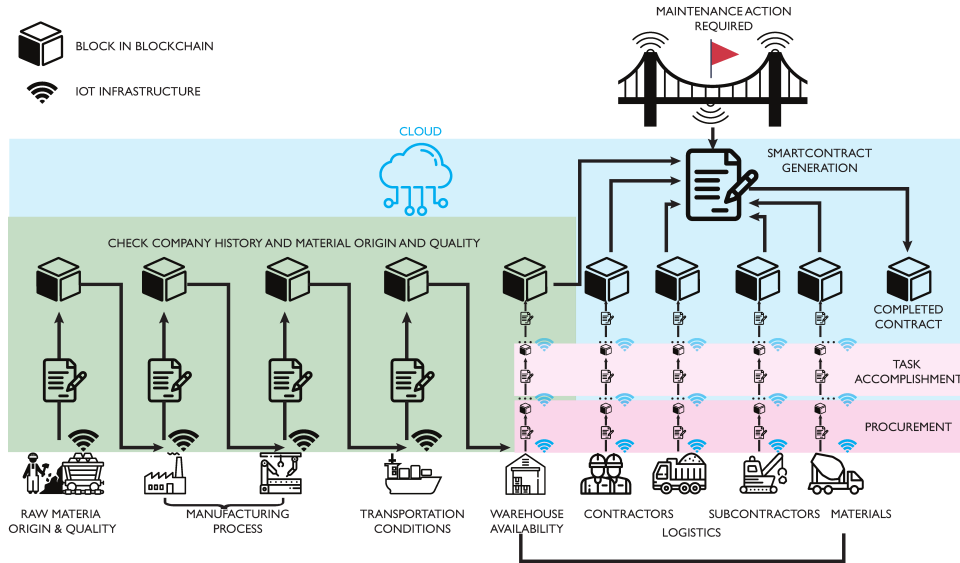 BLOCK IN BLOCKCHAIN
IOT INFRASTRUCTURE
MAINTENANCE ACTION
REQUIRED
CLOUD
SMARTCONTRACT
GENERATION
CHECK COMPANY HISTORY AND MATERIAL ORIGIN AND QUALITY
COMPLETED
CONTRACT
TASK
ACCOMPLISHMENT
PROCUREMENT
RAW MATERIA
ORIGIN & QUALITY
MANUFACTURING
PROCESS
TRANSPORTATION
CONDITIONS
WAREHOUSE
AVAILABILITY
CONTRACTORS
SUBCONTRACTORS
MATERIALS
LOGISTICS